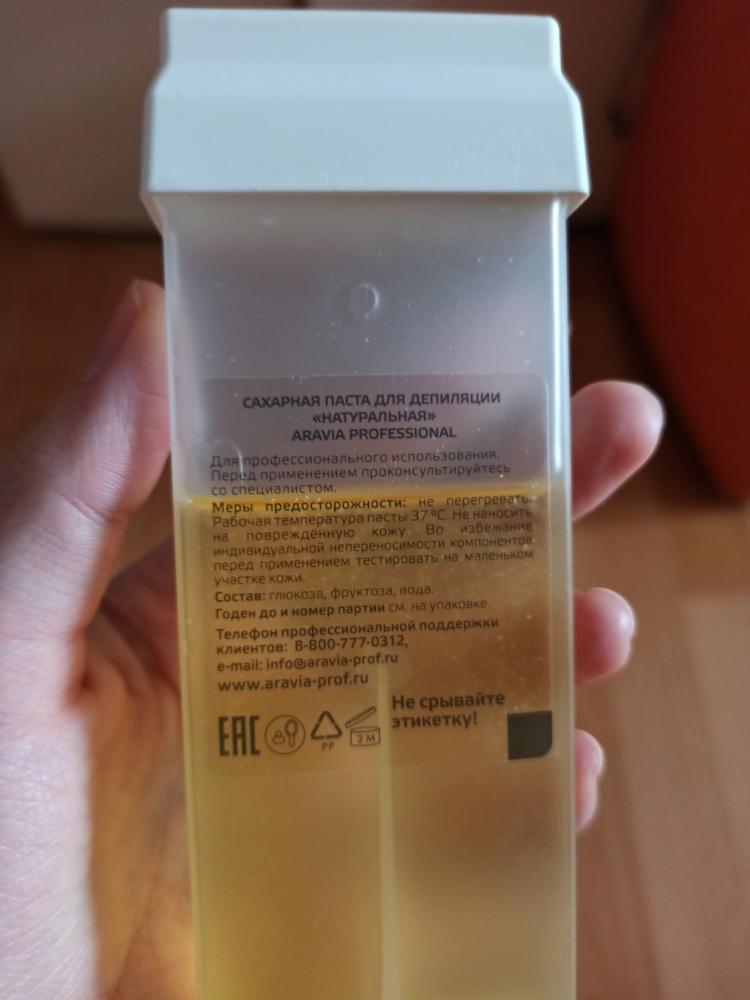 САХАРНАЯ ПАСТА ДЛЯ ДЕПИЛЯЦИИ
«НАТУРАЛЬНАЯ»
ARAVIA PROFESSIONAL
Для профессионального использования.
Перед применением проконсультируйтесь
со специалистом.
Меры предосторожности: не перегревать.
Рабочая температура пасты 37 °С. Не наносить
на повреждённую кожу. Во избежание
индивидуальной непереносимости компонентов
перед применением тестировать на маленьком
участке кожи.
Состав: глюкоза, фруктоза, вода.
Годен до и номер партии см. на упаковке.
Телефон профессиональной поддержки
клиентов: 8-800-777-0312,
e-mail: info@aravia-prof.ru
www.aravia-prof.ru
Не срывайте
этикетку!
EAC
PP
2 М